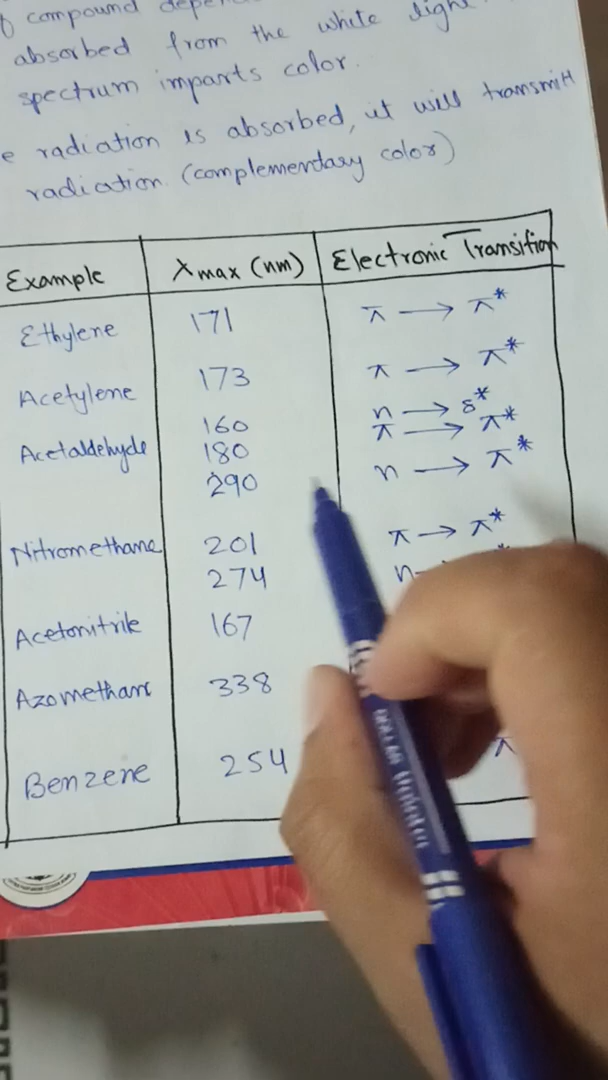 compound
absorbed from the white light
spectrum imparts color.
radiation is absorbed, it will transmitt
radiation (complementary color)
Example λmax (nm) Electronic Transition
Ethylene 171 π → π*
Acetylene 173 π → π*
160 n → δ*
Acetaldehyde 180 π → π*
290 n → π*
Nitromethane 201 π → π*
274 n
Acetonitrile 167
Azomethane 338
Benzene 254 π